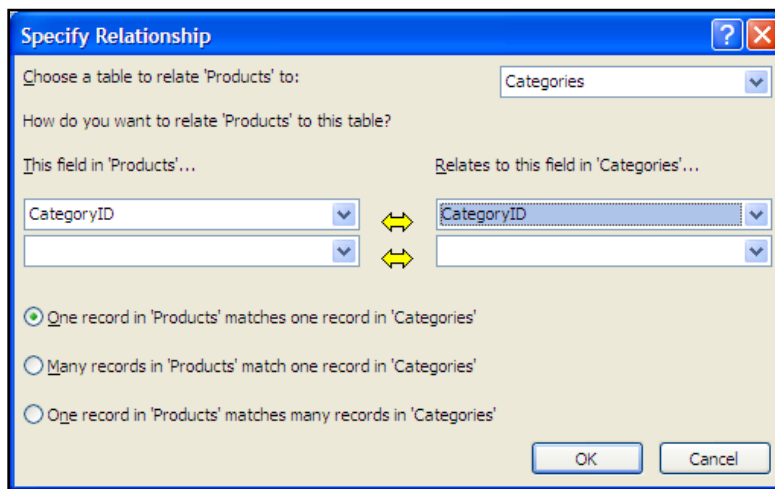 Specify Relationship
Choose a table to relate 'Products' to:
Categories
How do you want to relate 'Products' to this table?
This field in 'Products'...
Relates to this field in 'Categories'...
CategoryID
CategoryID
One record in 'Products' matches one record in 'Categories'
Many records in 'Products' match one record in 'Categories'
One record in 'Products' matches many records in 'Categories'
OK
Cancel